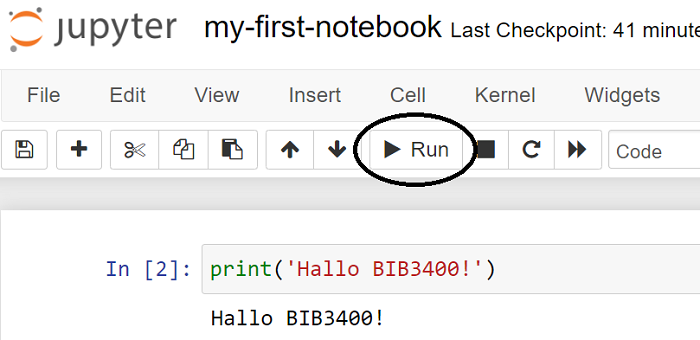 jupyter my-first-notebook Last Checkpoint: 41 minute
File Edit View Insert Cell Kernel Widgets
Run Code
In [2]: print('Hallo BIB3400!')
Hallo BIB3400!